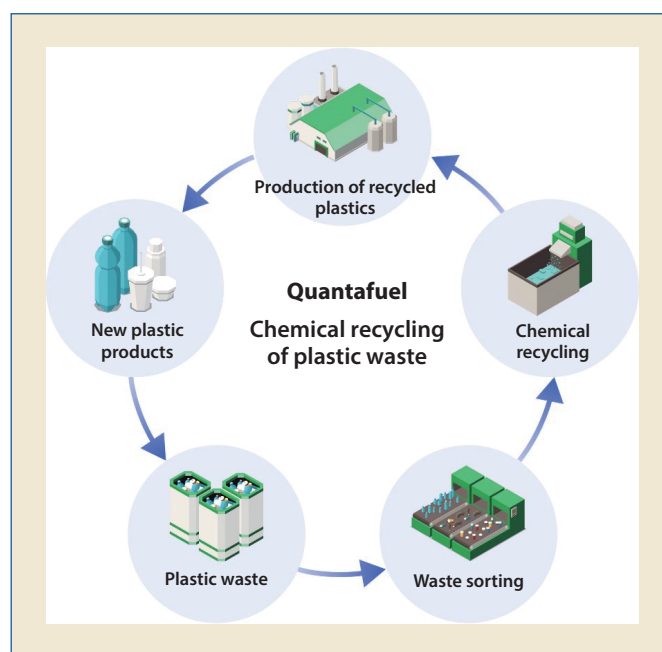 Production of recycled
plastics
New plastic
products
Quantafuel
Chemical recycling
of plastic waste
Chemical
recycling
Plastic waste
Waste sorting